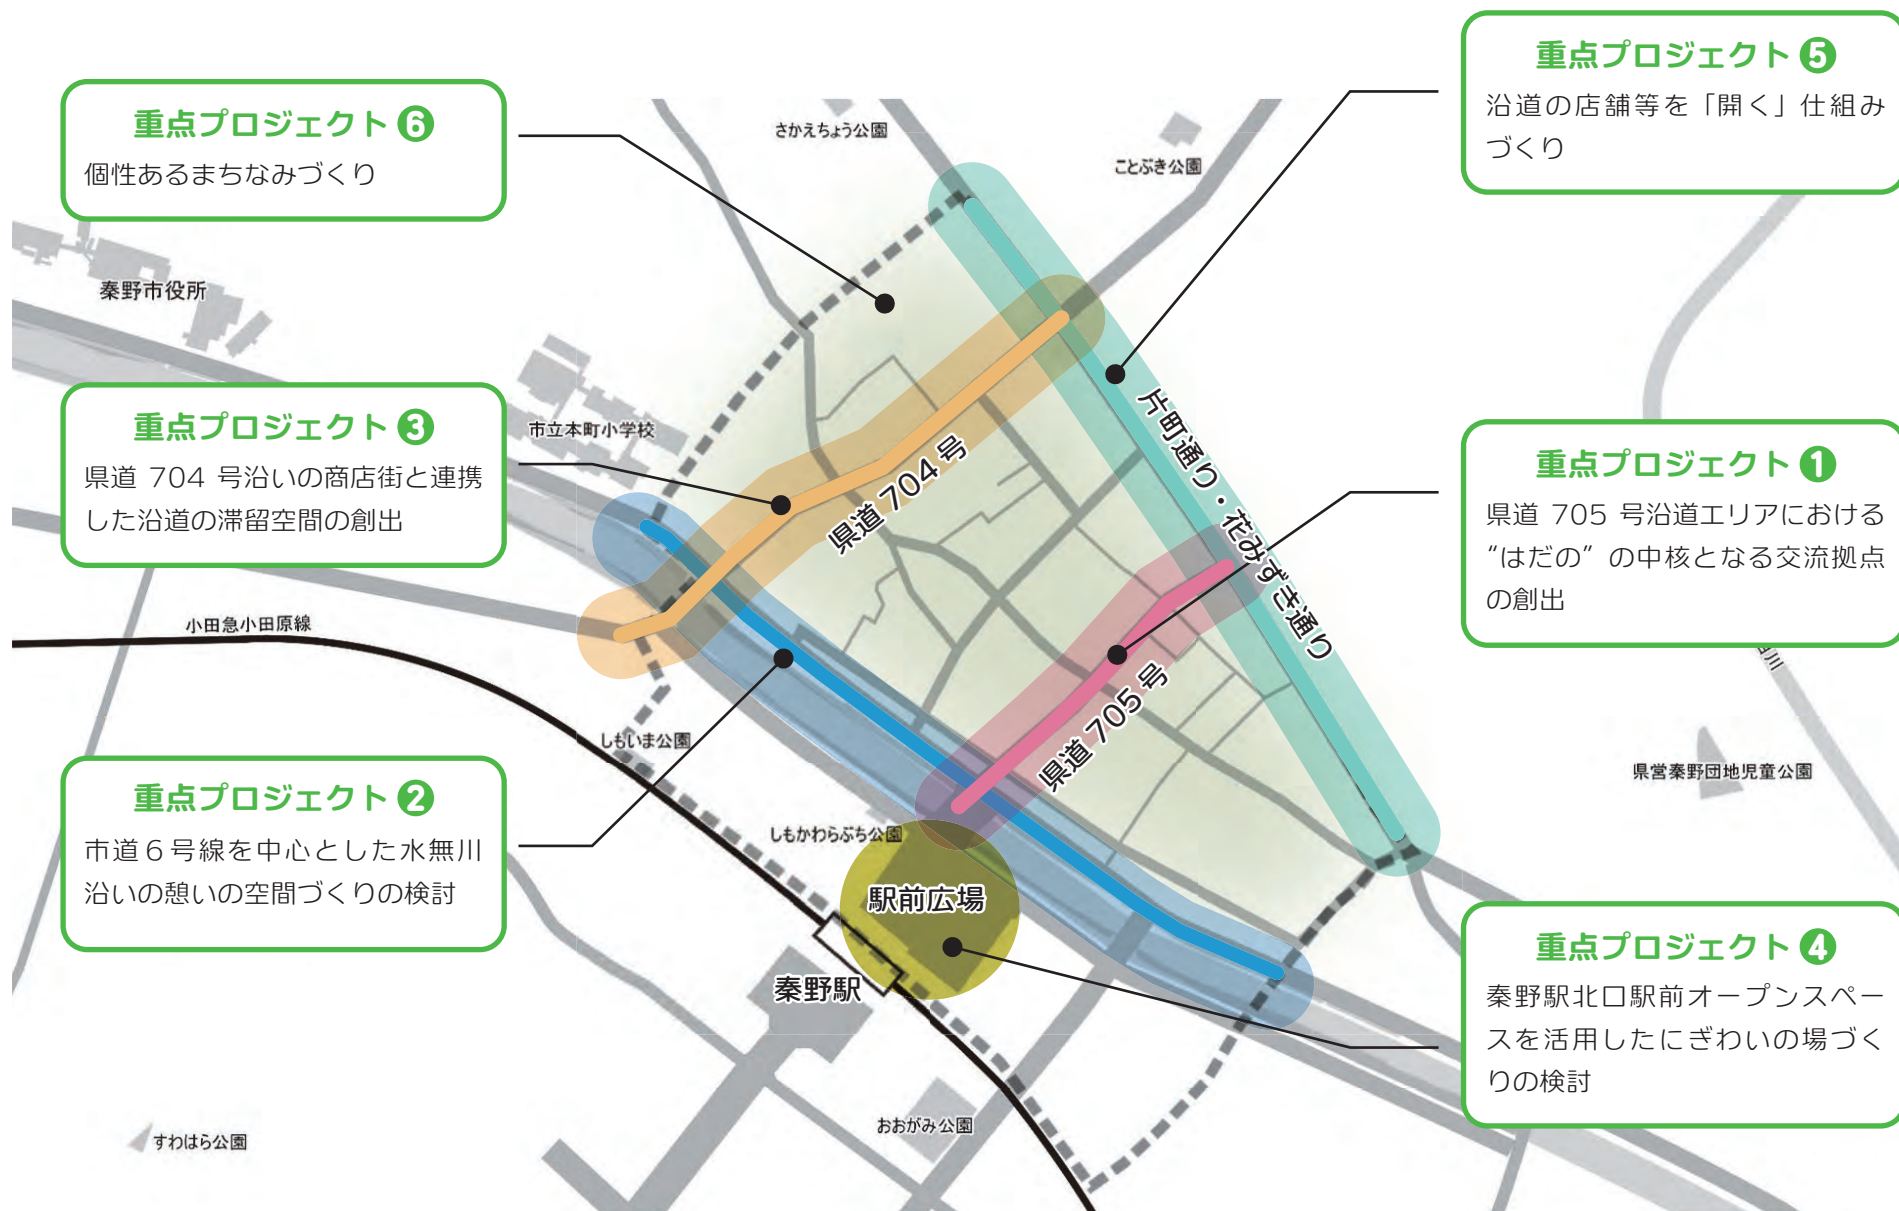 重点プロジェクト ❺
沿道の店舗等を「開く」仕組み
づくり
重点プロジェクト ❻
個性あるまちなみづくり
さかえちょう公園
ことぶき公園
秦野市役所
重点プロジェクト ❸
県道 704 号沿いの商店街と連携
した沿道の滞留空間の創出
市立本町小学校
県道 704 号
片町通り・花みずき通り
重点プロジェクト ❶
県道 705 号沿道エリアにおける
“はだの”の中核となる交流拠点
の創出
小田急小田原線
県道 705 号
しもいま公園
県営秦野団地児童公園
重点プロジェクト ❷
市道６号線を中心とした水無川
沿いの憩いの空間づくりの検討
しもかわらぶち公園
駅前広場
秦野駅
重点プロジェクト ❹
秦野駅北口駅前オープンスペー
スを活用したにぎわいの場づく
りの検討
おおがみ公園
すわはら公園